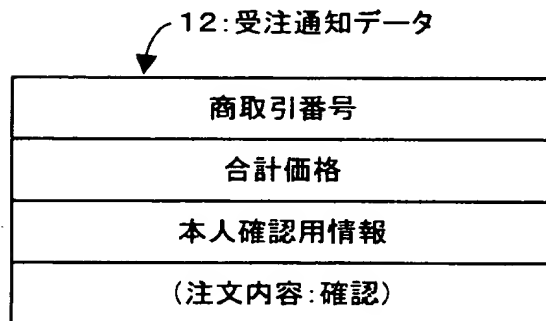 12:受注通知データ
商取引番号
合計価格
本人確認用情報
(注文内容:確認)